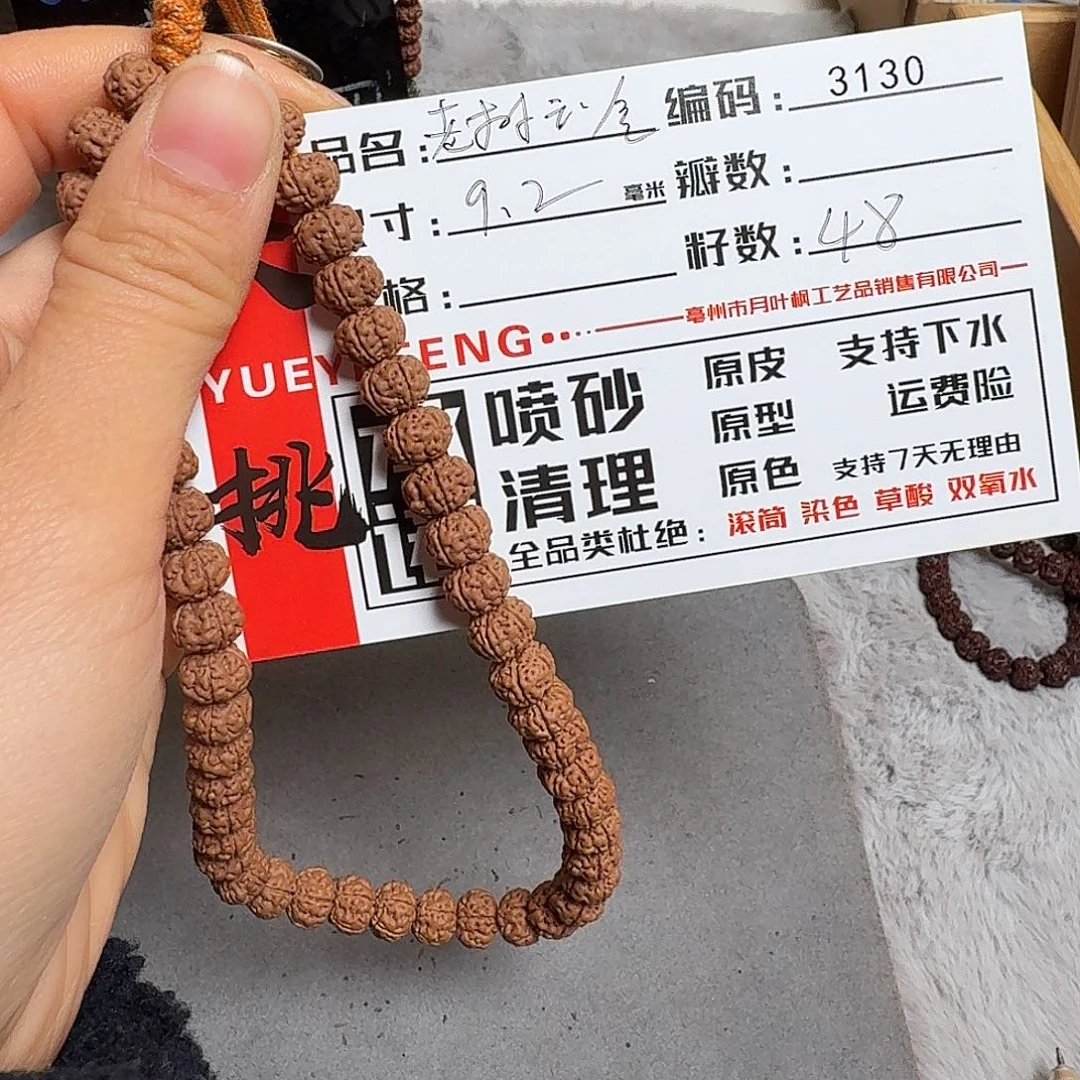 品名:老树六合 编码: 3130
寸: 9.2 毫米 瓣数:
格: 籽数: 48
亳州市月叶枫工艺品销售有限公司
YUEY FENG
挑
喷砂 原皮 支持下水
清理 原型 运费险
原色 支持7天无理由
全品类杜绝: 滚筒 染色 草酸 双氧水